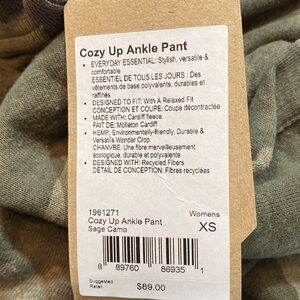 Cozy Up Ankle Pant
• EVERYDAY ESSENTIAL: Stylish, versatile &
comfortable
ESSENTIEL DE TOUS LES JOURS : Des
vêtements de base polyvalents, durables et
raffinés
• DESIGNED TO FIT: With A Relaxed Fit
CONCEPTION ET COUPE: Coupe décontractée
• MADE WITH: Cardiff fleece
FAIT DE: Molleton Cardiff
• HEMP: Environmentally-friendly, Durable &
Versatile Wonder Crop
CHANVRE: Une fibre merveilleusement
écologique, durable et polyvalente
• DESIGNED WITH: Recycled Fibers
DÉTAIL DE CONCEPTION: Fibres recyclées
1961271
Womens
Cozy Up Ankle Pant
XS
Sage Camo
8 89760 86935 1
Suggested
Retail
$89.00